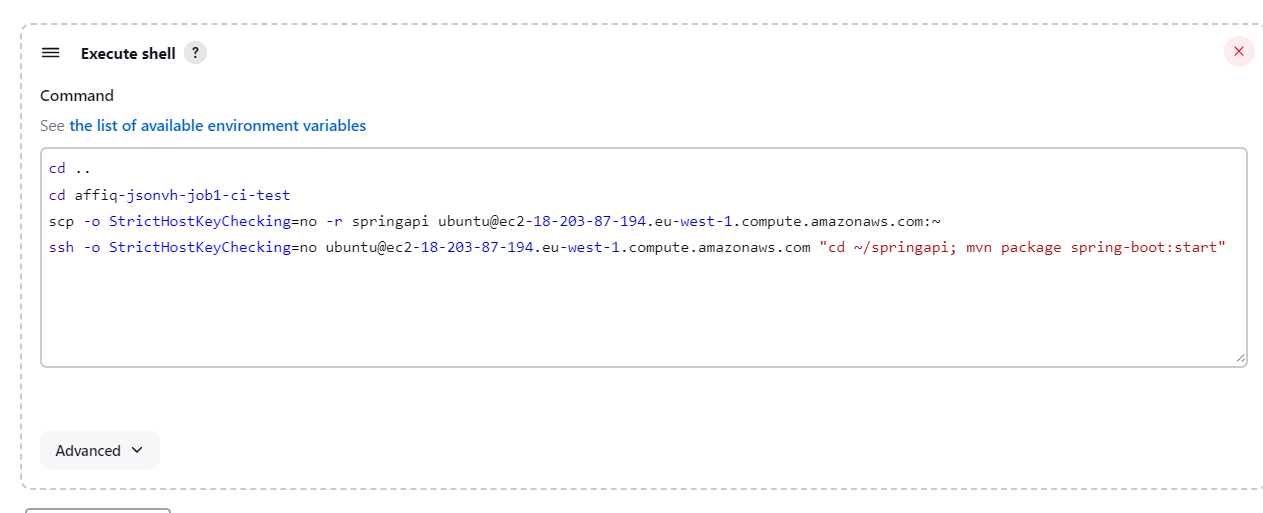 Execute shell ?
Command
See the list of available environment variables
cd ..
cd affiq-jsonvh-job1-ci-test
scp -o StrictHostKeyChecking=no -r springapi ubuntu@ec2-18-203-87-194.eu-west-1.compute.amazonaws.com:~
ssh -o StrictHostKeyChecking=no ubuntu@ec2-18-203-87-194.eu-west-1.compute.amazonaws.com "cd ~/springapi; mvn package spring-boot:start"
Advanced